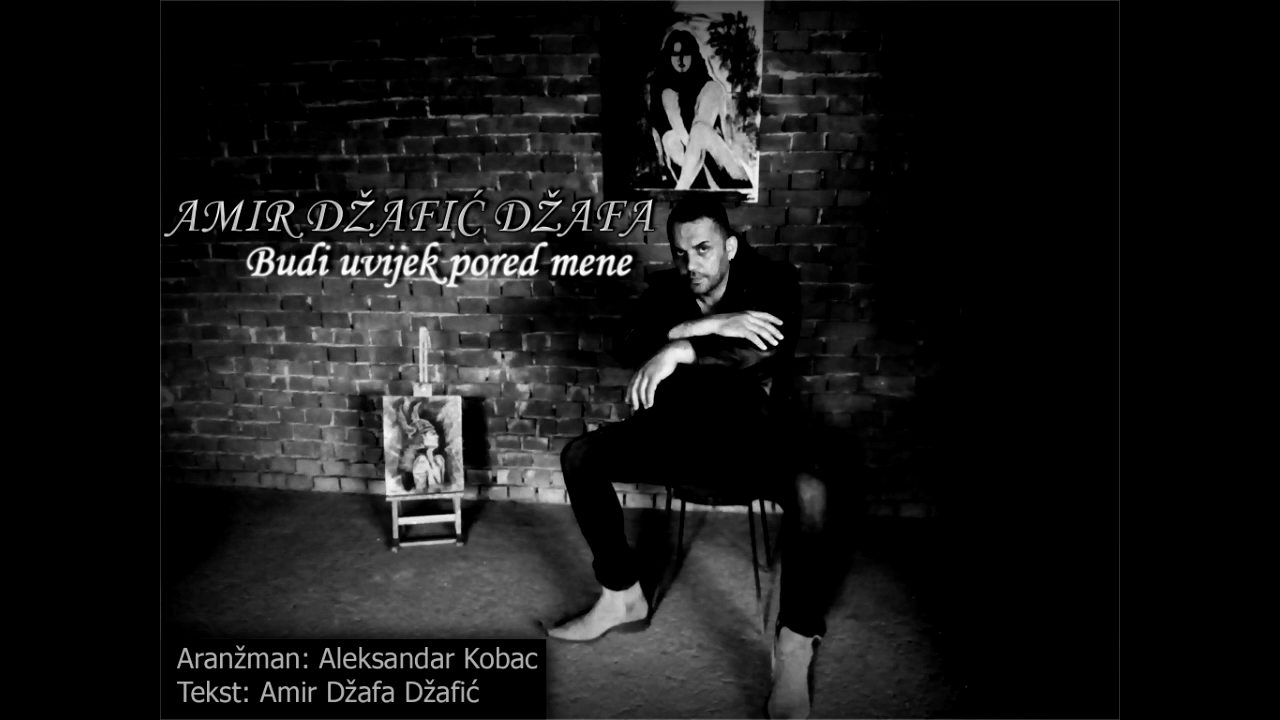 AMIR DŽAFIĆ DŽAFA
Budi uvijek pored mene
Aranžman: Aleksandar Kobac
Tekst: Amir Džafa Džafić